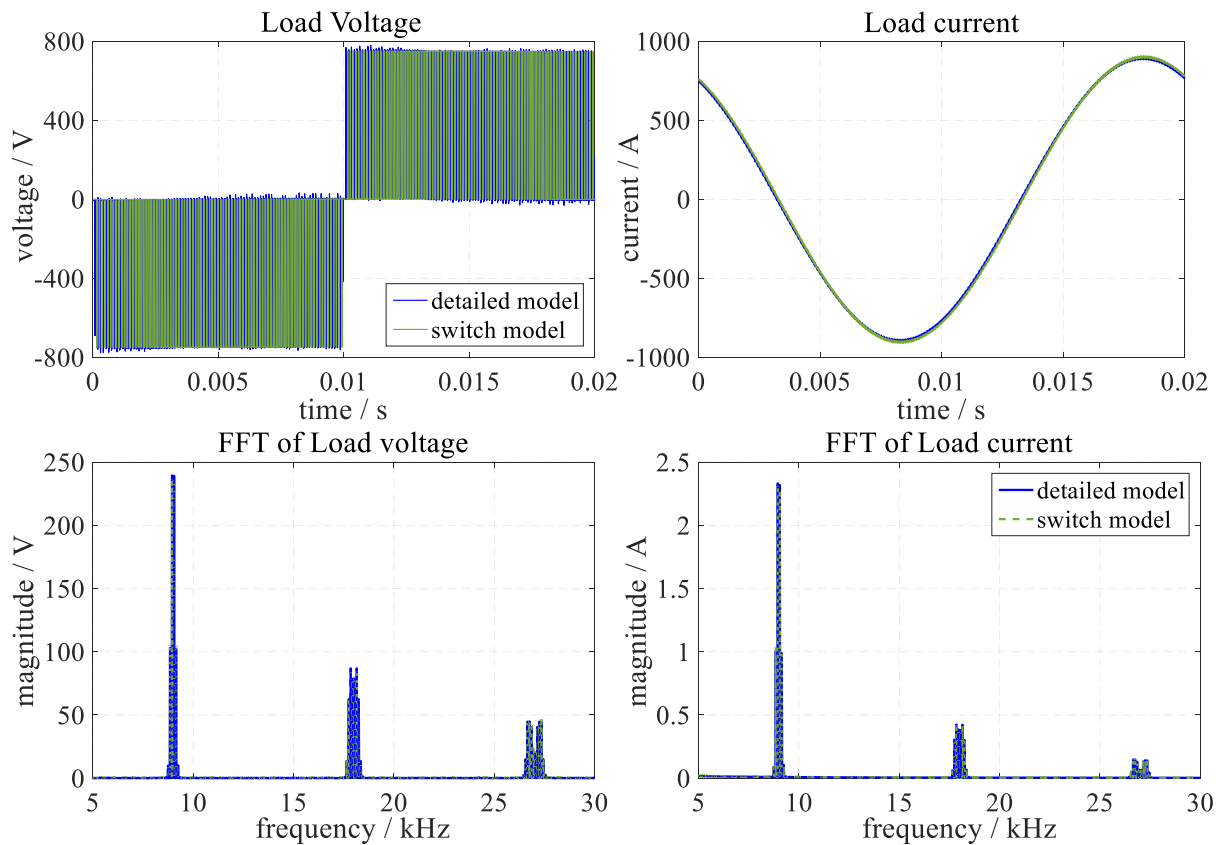 Load Voltage
800
400
0
-400
-800
voltage / V
detailed model
switch model
0
0.005
0.01
0.015
0.02
time / s
Load current
1000
500
0
-500
-1000
current / A
0
0.005
0.01
0.015
0.02
time / s
FFT of Load voltage
250
200
150
100
50
0
magnitude / V
5
10
15
20
25
30
frequency / kHz
FFT of Load current
2.5
2
1.5
1
0.5
0
magnitude / A
detailed model
switch model
5
10
15
20
25
30
frequency / kHz